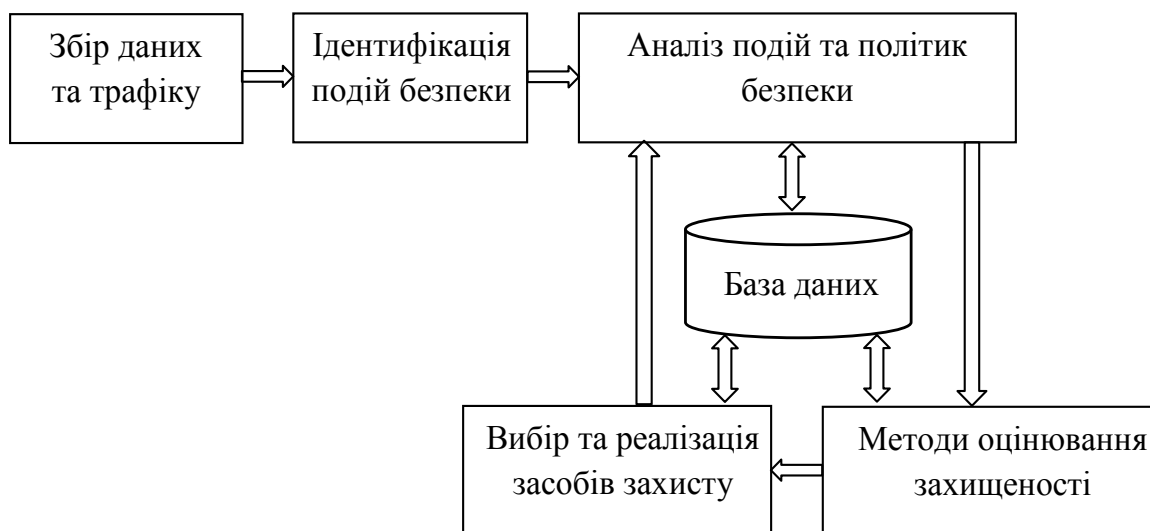 Збір даних
та трафіку
Ідентифікація
подій безпеки
Аналіз подій та політик
безпеки
База даних
Вибір та реалізація
засобів захисту
Методи оцінювання
захищеності